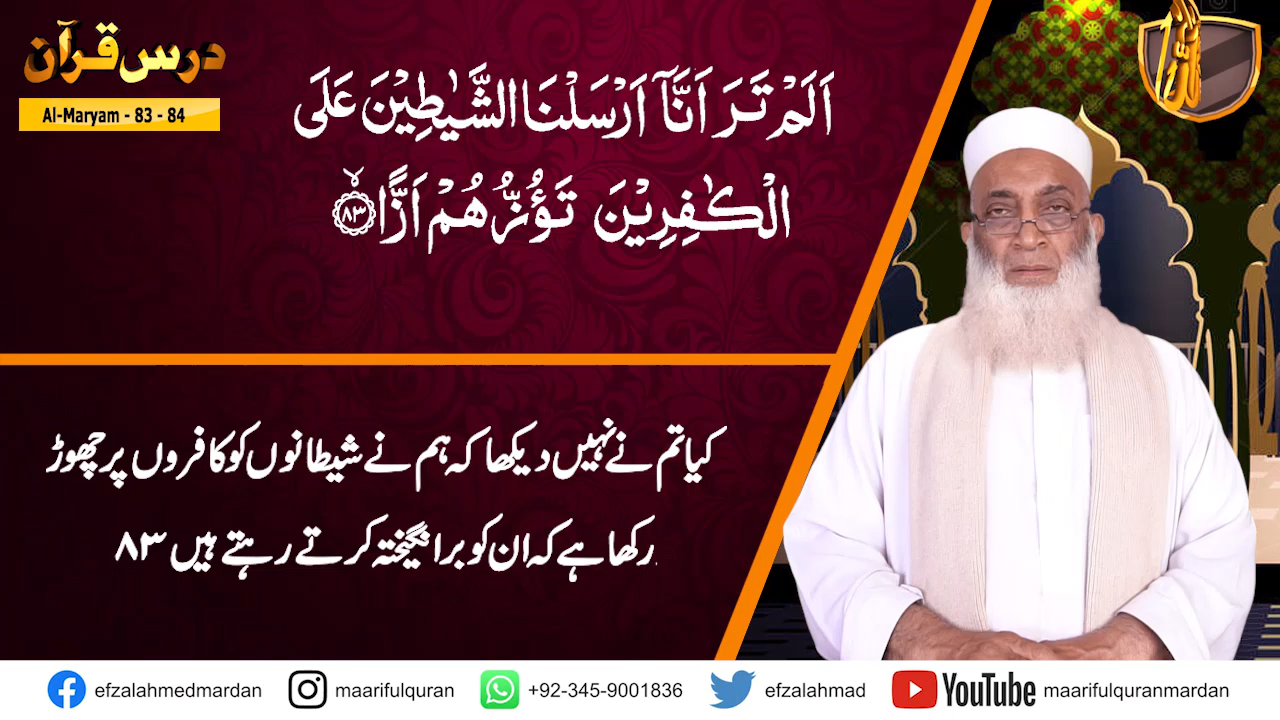 درس قرآن
Al-Maryam - 83 - 84
اَلَمْ تَرَ اَنَّاۤ اَرْسَلْنَا الشَّيٰطِيْنَ عَلَى
الْكٰفِرِيْنَ تَؤُزُّهُمْ اَزًّا ۙ﴿۸۳﴾
کیا تم نے نہیں دیکھا کہ ہم نے شیطانوں کو کافروں پر چھوڑ
رکھا ہے کہ ان کو برانگیختہ کرتے رہتے ہیں ۸۳
efzalahmedmardan maarifulquran +92-345-9001836 efzalahmad YouTube maarifulquranmardan